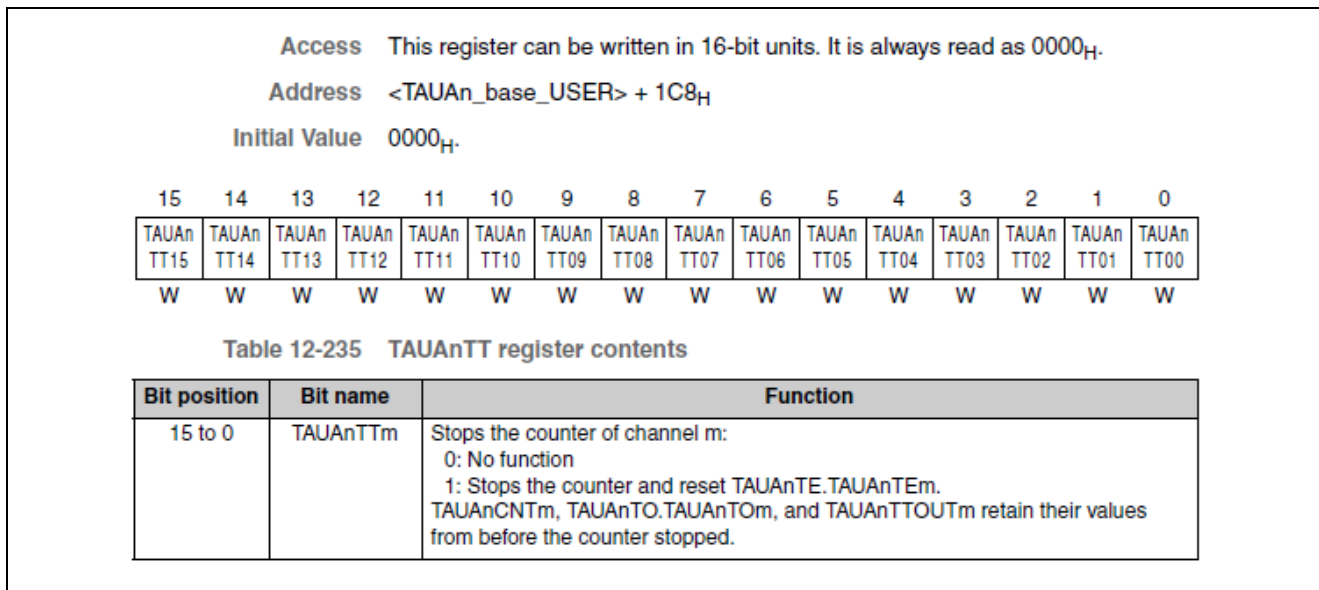 Access This register can be written in 16-bit units. It is always read as 0000H.
Address <TAUAn_base_USER> + 1C8H
Initial Value 0000H.
15 14 13 12 11 10 9 8 7 6 5 4 3 2 1 0
TAUAn TAUAn TAUAn TAUAn TAUAn TAUAn TAUAn TAUAn TAUAn TAUAn TAUAn TAUAn TAUAn TAUAn TAUAn TAUAn
TT15 TT14 TT13 TT12 TT11 TT10 TT09 TT08 TT07 TT06 TT05 TT04 TT03 TT02 TT01 TT00
W W W W W W W W W W W W W W W W
Table 12-235 TAUAnTT register contents
Bit position Bit name Function
15 to 0 TAUAnTTm Stops the counter of channel m:
0: No function
1: Stops the counter and reset TAUAnTE.TAUAnTEm.
TAUAnCNTm, TAUAnTO.TAUAnTOm, and TAUAnTTOUTm retain their values
from before the counter stopped.